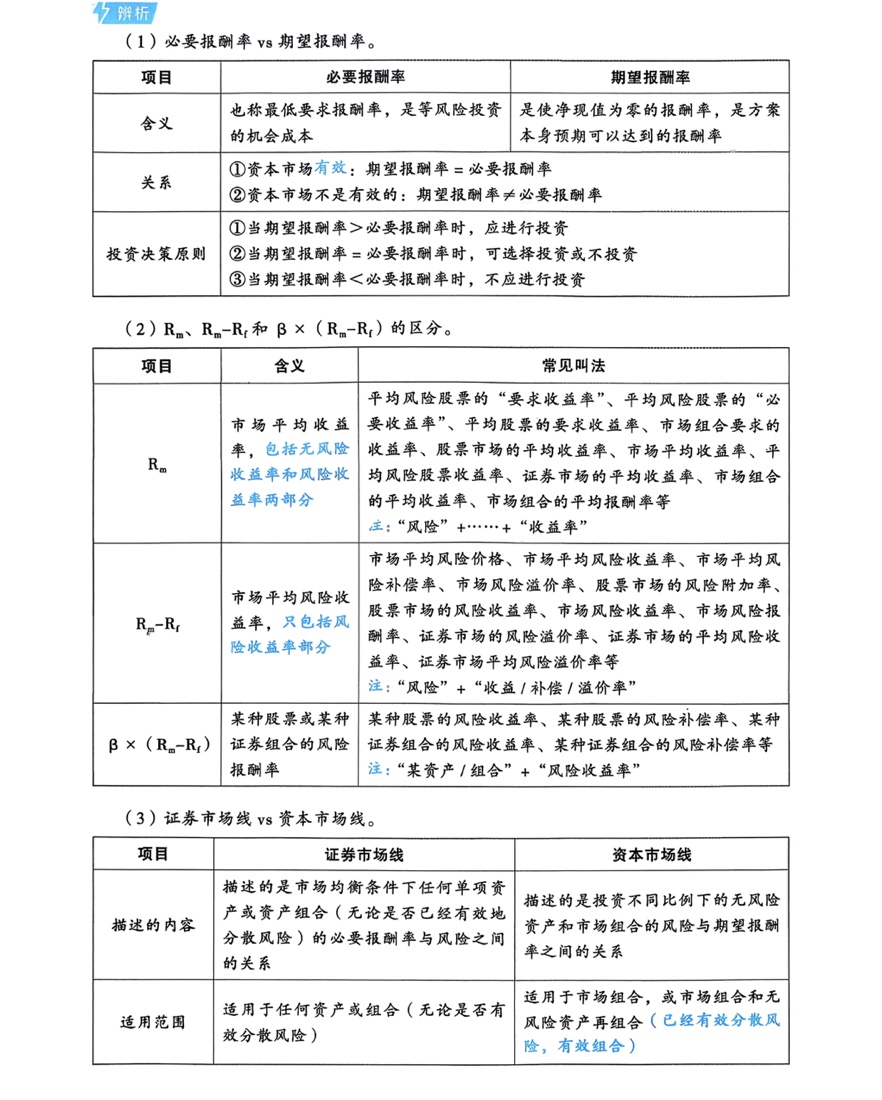 辨析
（1）必要报酬率 vs 期望报酬率。
项目
必要报酬率
期望报酬率
含义
也称最低要求报酬率，是等风险投资
的机会成本
是使净现值为零的报酬率，是方案
本身预期可以达到的报酬率
关系
①资本市场有效：期望报酬率 = 必要报酬率
②资本市场不是有效的：期望报酬率≠必要报酬率
投资决策原则
①当期望报酬率＞必要报酬率时，应进行投资
②当期望报酬率 = 必要报酬率时，可选择投资或不投资
③当期望报酬率＜必要报酬率时，不应进行投资
（2）Rm、Rm–Rf 和 β ×（Rm–Rf）的区分。
项目
含义
常见叫法
Rm
市场平均收益
率，包括无风险
收益率和风险收
益率两部分
平均风险股票的“要求收益率”、平均风险股票的“必
要收益率”、平均股票的要求收益率、市场组合要求的
收益率、股票市场的平均收益率、市场平均收益率、平
均风险股票收益率、证券市场的平均收益率、市场组合
的平均收益率、市场组合的平均报酬率等
注：“风险”+……+“收益率”
Rm–Rf
市场平均风险收
益率，只包括风
险收益率部分
市场平均风险价格、市场平均风险收益率、市场平均风
险补偿率、市场风险溢价率、股票市场的风险附加率、
股票市场的风险收益率、市场风险收益率、市场风险报
酬率、证券市场的风险溢价率、证券市场的平均风险收
益率、证券市场平均风险溢价率等
注：“风险”+“收益 / 补偿 / 溢价率”
β ×（Rm–Rf）
某种股票或某种
证券组合的风险
报酬率
某种股票的风险收益率、某种股票的风险补偿率、某种
证券组合的风险收益率、某种证券组合的风险补偿率等
注：“某资产 / 组合”+“风险收益率”
（3）证券市场线 vs 资本市场线。
项目
证券市场线
资本市场线
描述的内容
描述的是市场均衡条件下任何单项资
产或资产组合（无论是否已经有效地
分散风险）的必要报酬率与风险之间
的关系
描述的是投资不同比例下的无风险
资产和市场组合的风险与期望报酬
率之间的关系
适用范围
适用于任何资产或组合（无论是否有
效分散风险）
适用于市场组合，或市场组合和无
风险资产再组合（已经有效分散风
险，有效组合）